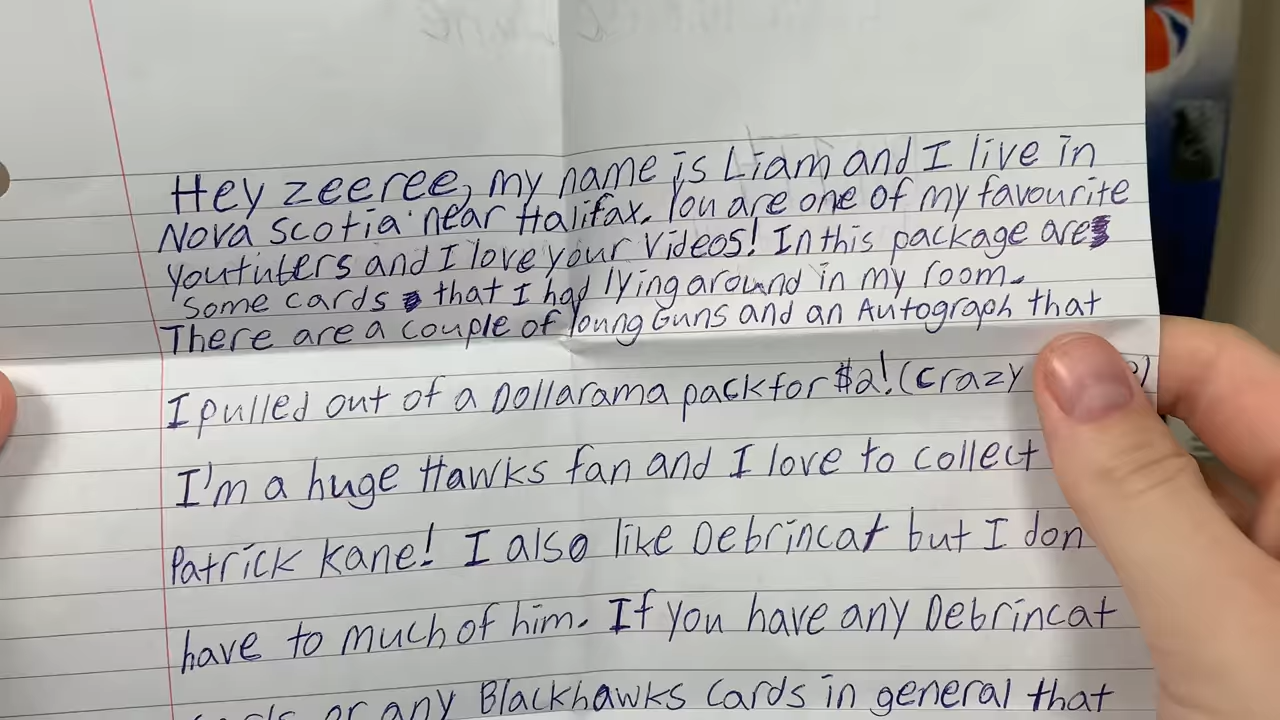 Hey zeeree, my name is Liam and I live in
Nova Scotia near Halifax. You are one of my favourite
youtubers and I love your videos! In this package are
some cards that I had lying around in my room.
There are a couple of Young Guns and an Autograph that
I pulled out of a Dollarama pack for $2! (crazy
I'm a huge Hawks fan and I love to collect
Patrick Kane! I also like Debrincat but I don
have to much of him. If you have any Debrincat
or any Blackhawks cards in general that